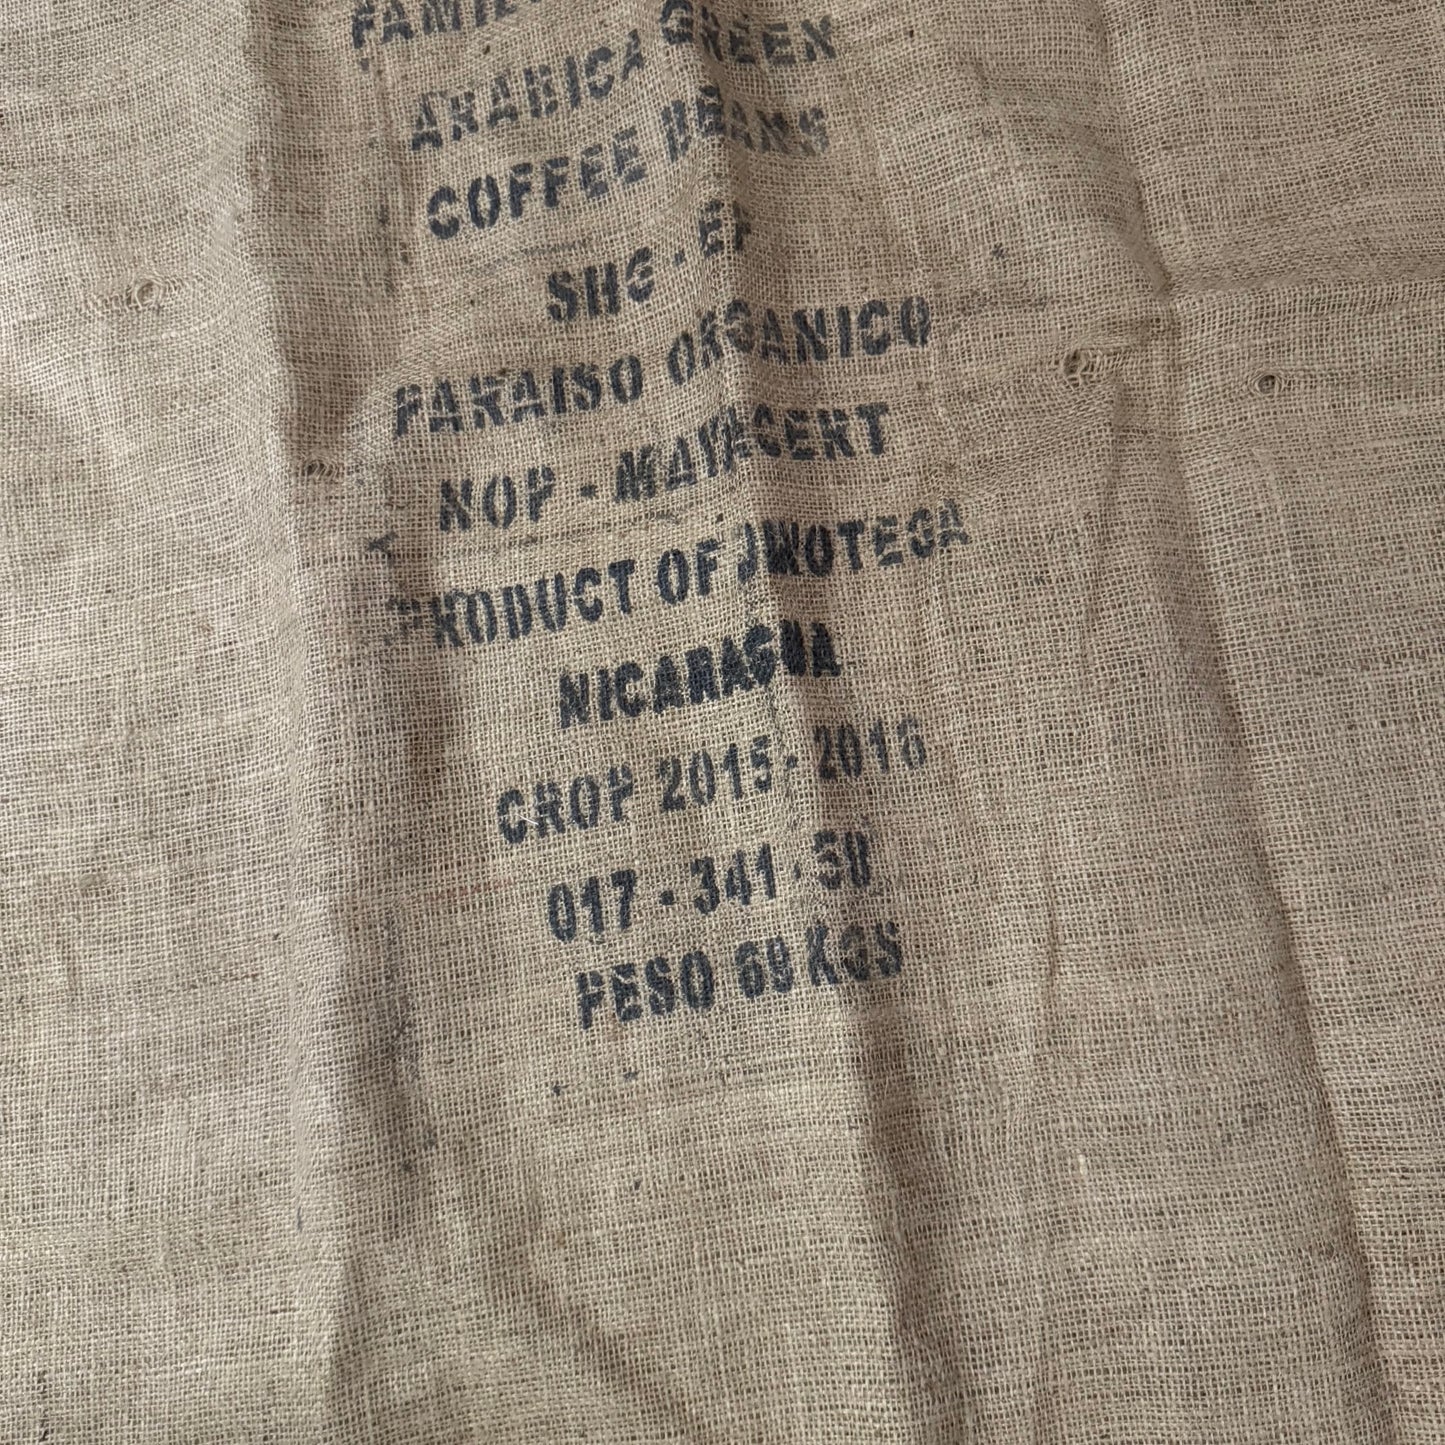 ARABICA GREEN
COFFEE BEANS
SHG - EP
PARAISO ORGANICO
NOP - MAYACERT
PRODUCT OF JINOTEGA
NICARAGUA
CROP 2015 - 2016
017 - 341 - 50
PESO 69 KGS